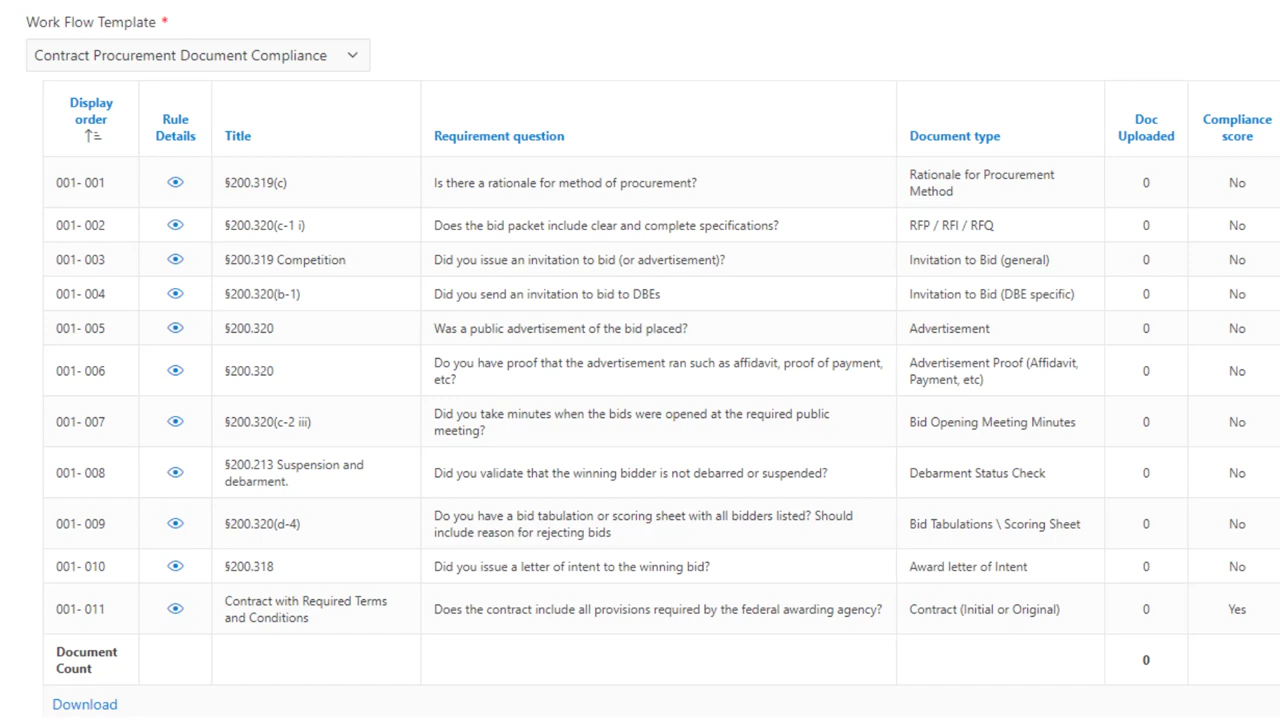 Work Flow Template *
Contract Procurement Document Compliance
Display order
Rule Details
Title
Requirement question
Document type
Doc Uploaded
Compliance score
001- 001 §200.319(c) Is there a rationale for method of procurement? Rationale for Procurement Method 0 No
001- 002 §200.320(c-1 i) Does the bid packet include clear and complete specifications? RFP / RFI / RFQ 0 No
001- 003 §200.319 Competition Did you issue an invitation to bid (or advertisement)? Invitation to Bid (general) 0 No
001- 004 §200.320(b-1) Did you send an invitation to bid to DBEs Invitation to Bid (DBE specific) 0 No
001- 005 §200.320 Was a public advertisement of the bid placed? Advertisement 0 No
001- 006 §200.320 Do you have proof that the advertisement ran such as affidavit, proof of payment, etc? Advertisement Proof (Affidavit, Payment, etc) 0 No
001- 007 §200.320(c-2 iii) Did you take minutes when the bids were opened at the required public meeting? Bid Opening Meeting Minutes 0 No
001- 008 §200.213 Suspension and debarment. Did you validate that the winning bidder is not debarred or suspended? Debarment Status Check 0 No
001- 009 §200.320(d-4) Do you have a bid tabulation or scoring sheet with all bidders listed? Should include reason for rejecting bids Bid Tabulations \ Scoring Sheet 0 No
001- 010 §200.318 Did you issue a letter of intent to the winning bid? Award letter of Intent 0 No
001- 011 Contract with Required Terms and Conditions Does the contract include all provisions required by the federal awarding agency? Contract (Initial or Original) 0 Yes
Document Count 0
Download